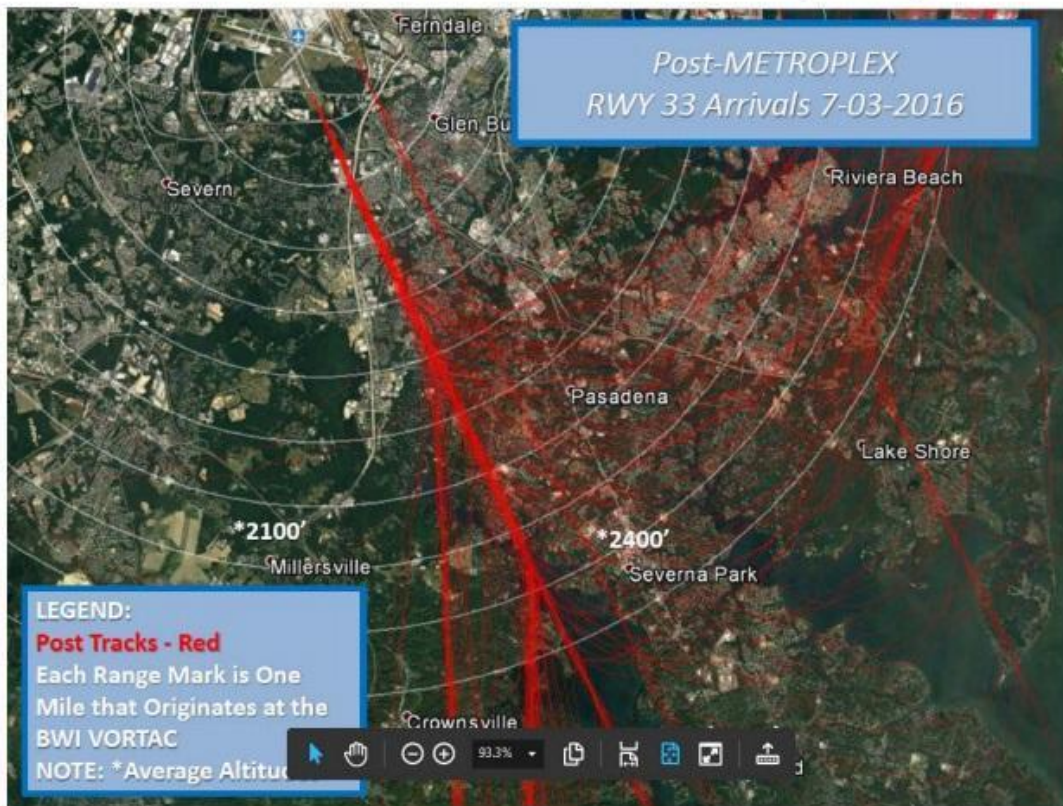 Ferndale
Post-METROPLEX
RWY 33 Arrivals 7-03-2016
Glen Bu
Severn
Riviera Beach
Pasadena
Lake Shore
*2100'
*2400'
Millersville
Severna Park
LEGEND:
Post Tracks - Red
Each Range Mark is One
Mile that Originates at the
BWI VORTAC
NOTE: *Average Altitud
Crownsville
93.3%
d